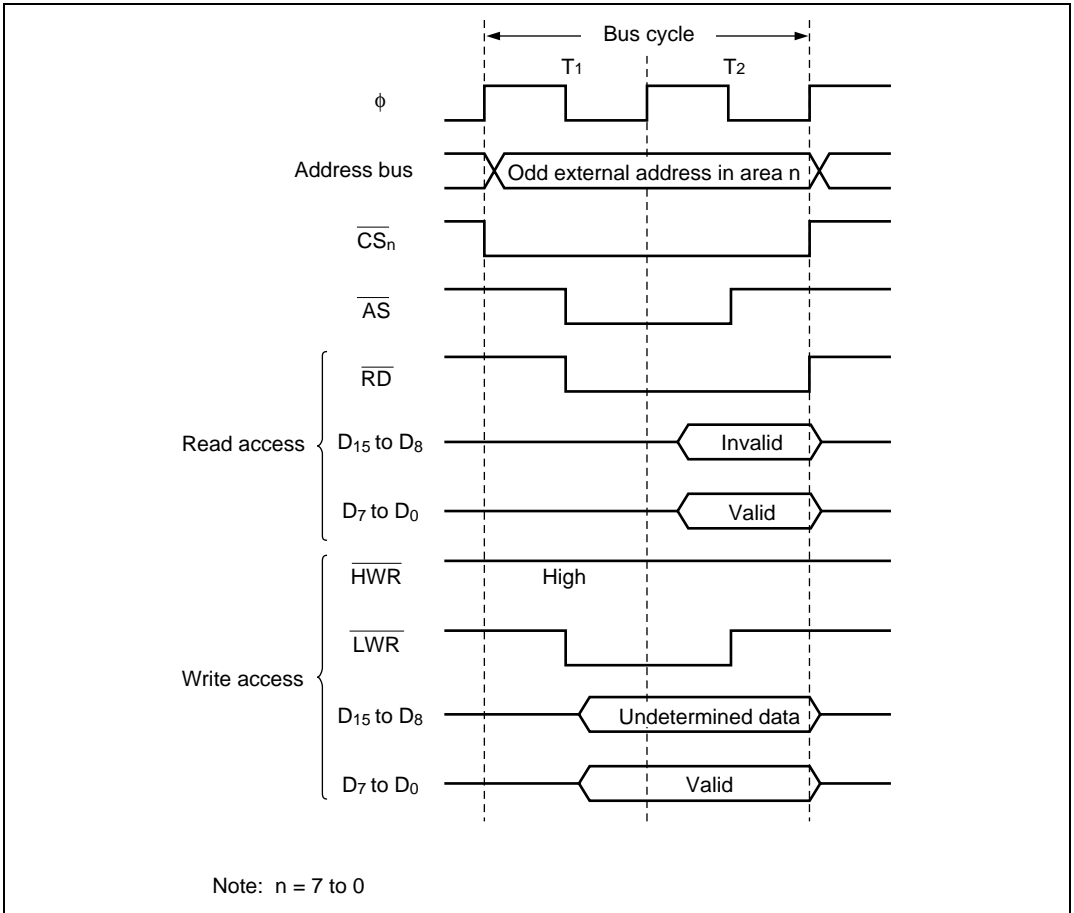 Bus cycle
T1 T2
ϕ
Address bus Odd external address in area n
CSn
AS
RD
Read access D15 to D8 Invalid
D7 to D0 Valid
HWR High
LWR
Write access
D15 to D8 Undetermined data
D7 to D0 Valid
Note: n = 7 to 0